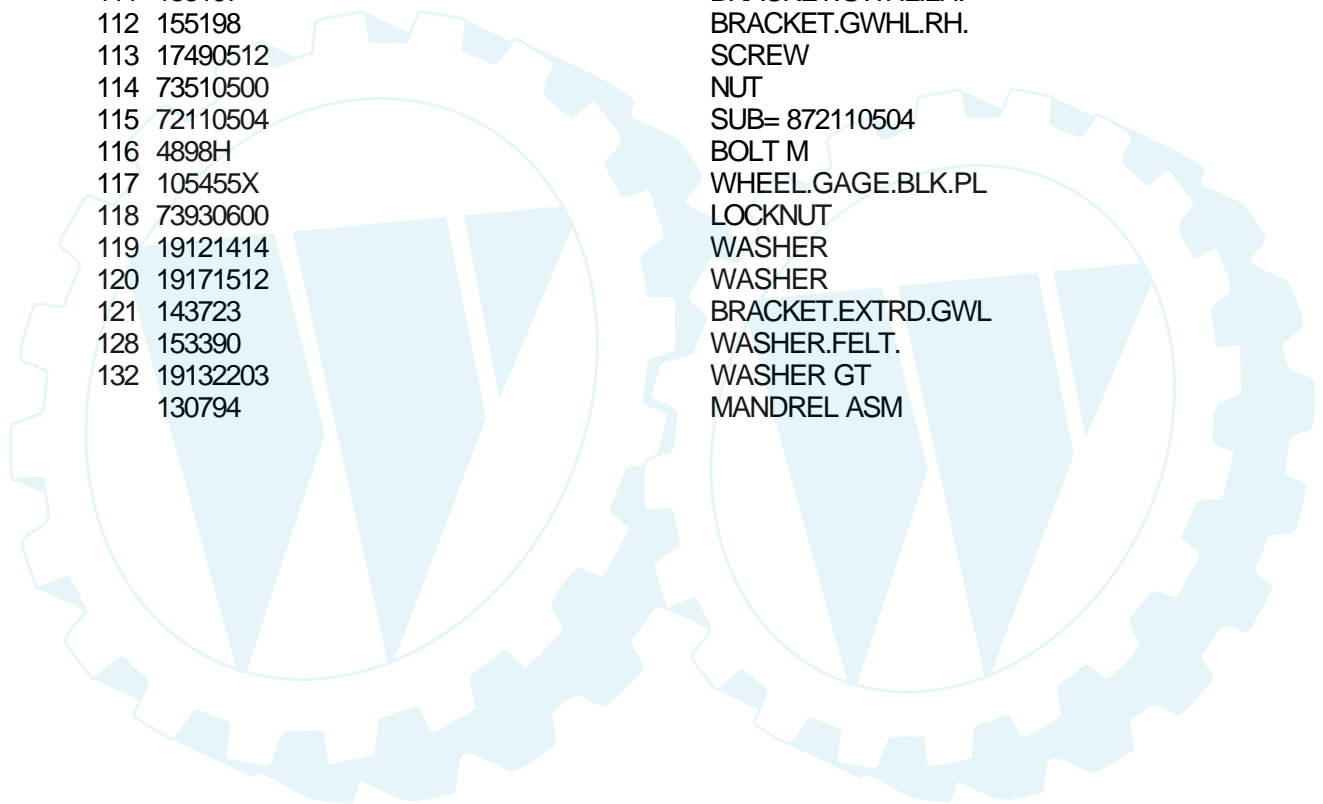 112 155198 BRACKET.GWHL.RH.
113 17490512 SCREW
114 73510500 NUT
115 72110504 SUB= 872110504
116 4898H BOLT M
117 105455X WHEEL.GAGE.BLK.PL
118 73930600 LOCKNUT
119 19121414 WASHER
120 19171512 WASHER
121 143723 BRACKET.EXTRD.GWL
128 153390 WASHER.FELT.
132 19132203 WASHER GT
130794 MANDREL ASM